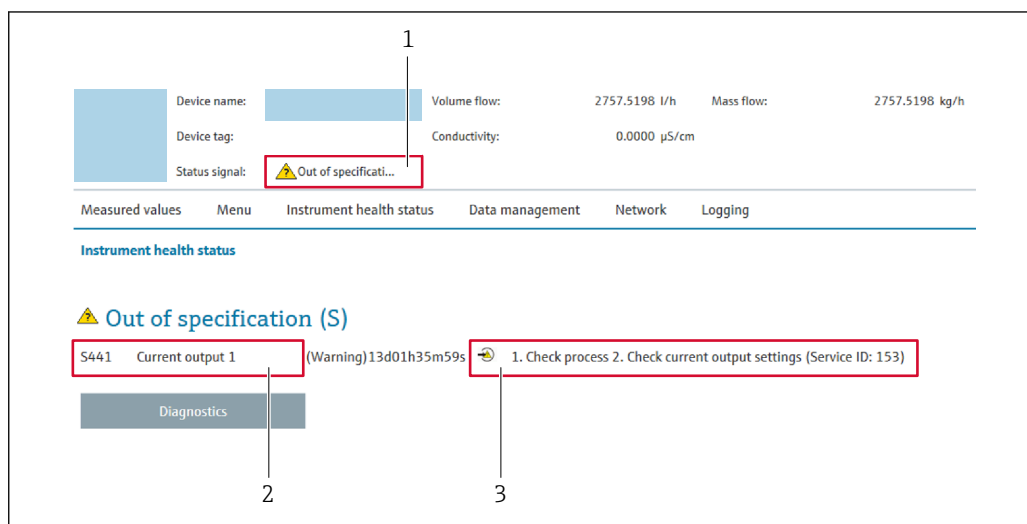 1
Device name: Volume flow: 2757.5198 l/h Mass flow: 2757.5198 kg/h
Device tag: Conductivity: 0.0000 µS/cm
Status signal: Out of specificati...
Measured values Menu Instrument health status Data management Network Logging
Instrument health status
Out of specification (S)
S441 Current output 1 (Warning)13d01h35m59s 1. Check process 2. Check current output settings (Service ID: 153)
Diagnostics
2 3